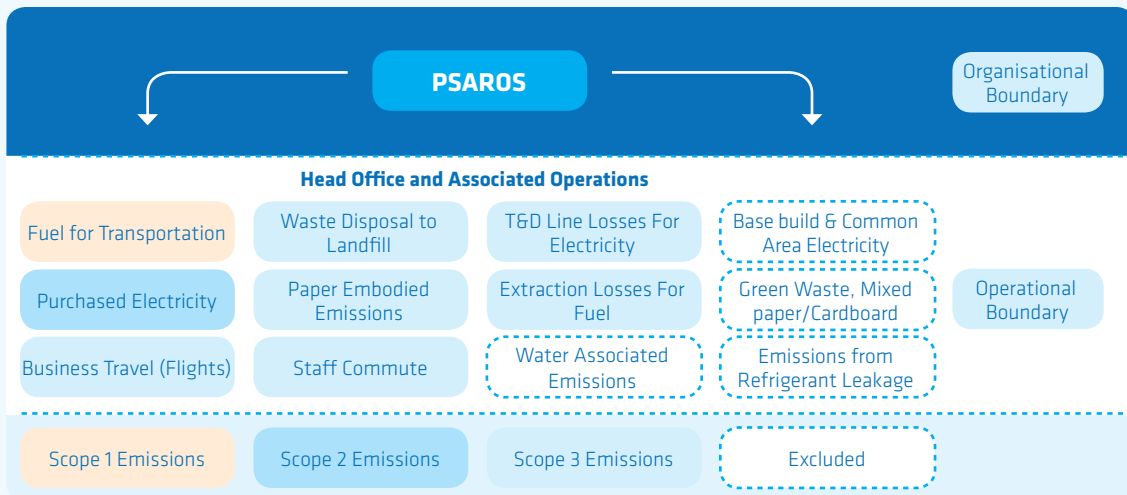 PSAROS
Organisational
Boundary
Head Office and Associated Operations
Fuel for Transportation
Waste Disposal to
Landfill
T&D Line Losses For
Electricity
Base build & Common
Area Electricity
Purchased Electricity
Paper Embodied
Emissions
Extraction Losses For
Fuel
Green Waste, Mixed
paper/Cardboard
Operational
Boundary
Business Travel (Flights)
Staff Commute
Water Associated
Emissions
Emissions from
Refrigerant Leakage
Scope 1 Emissions
Scope 2 Emissions
Scope 3 Emissions
Excluded